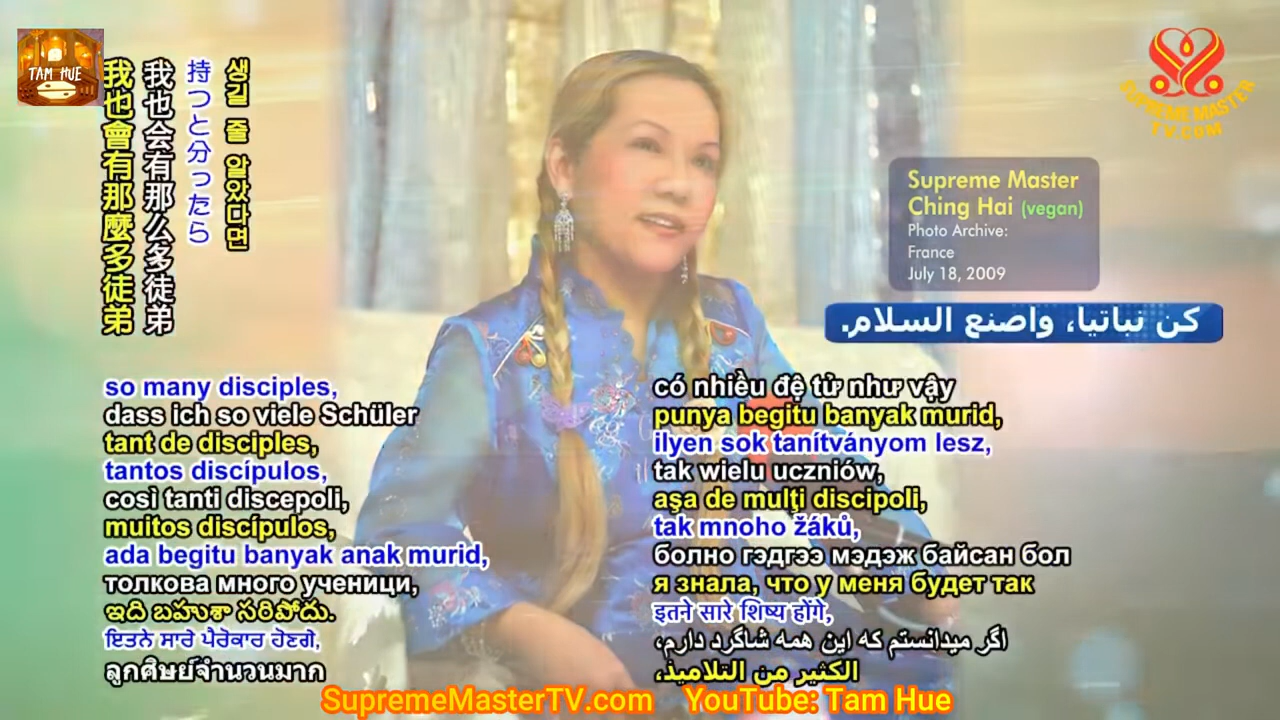 TAM HUE
我也會有那麼多徒弟
我也会有那么多徒弟
持つと分ったら
생길 줄 알았다면
SUPREME MASTER
TV.COM
Supreme Master
Ching Hai (vegan)
Photo Archive:
France
July 18, 2009
كن نباتيا، واصنع السلام.
so many disciples,
dass ich so viele Schüler
tant de disciples,
tantos discípulos,
così tanti discepoli,
muitos discípulos,
ada begitu banyak anak murid,
толкова много ученици,
ఇది బహుశా సరిపోదు.
ਇਤਨੇ ਸਾਰੇ ਪੈਰੋਕਾਰ ਹੋਣਗੇ,
ลูกศิษย์จำนวนมาก
có nhiều đệ tử như vậy
punya begitu banyak murid,
ilyen sok tanítványom lesz,
tak wielu uczniów,
aşa de mulţi discipoli,
tak mnoho žáků,
болно гэдгээ мэдэж байсан бол
я знала, что у меня будет так
इतने सारे शिष्य होंगे,
اگر میدانستم که این همه شاگرد دارم،
الكثير من التلاميذ،
SupremeMasterTV.com YouTube: Tam Hue